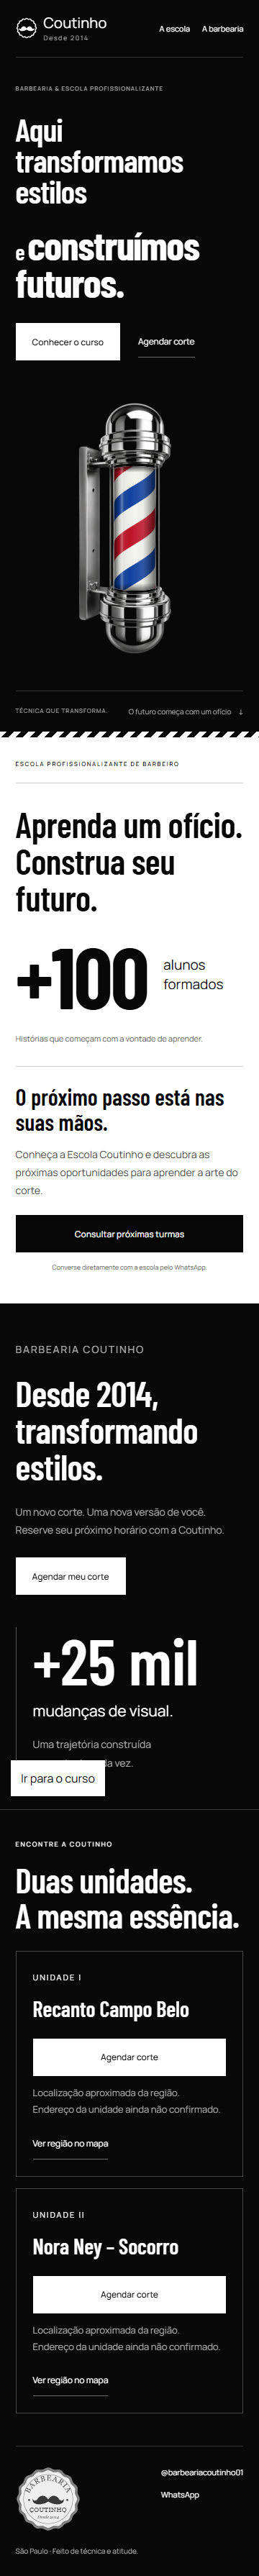 Coutinho
Desde 2014
A escola
A barbearia
BARBEARIA & ESCOLA PROFISSIONALIZANTE
Aqui
transformamos
estilos
e construímos
futuros.
Conhecer o curso
Agendar corte
TÉCNICA QUE TRANSFORMA.
O futuro começa com um ofício ↓
ESCOLA PROFISSIONALIZANTE DE BARBEIRO
Aprenda um ofício.
Construa seu
futuro.
+100
alunos
formados
Histórias que começam com a vontade de aprender.
O próximo passo está nas
suas mãos.
Conheça a Escola Coutinho e descubra as
próximas oportunidades para aprender a arte do
corte.
Consultar próximas turmas
Converse diretamente com a escola pelo WhatsApp.
BARBEARIA COUTINHO
Desde 2014,
transformando
estilos.
Um novo corte. Uma nova versão de você.
Reserve seu próximo horário com a Coutinho.
Agendar meu corte
+25 mil
mudanças de visual.
Uma trajetória construída
vez.
Ir para o curso
ENCONTRE A COUTINHO
Duas unidades.
A mesma essência.
UNIDADE I
Recanto Campo Belo
Agendar corte
Localização aproximada da região.
Endereço da unidade ainda não confirmado.
Ver região no mapa
UNIDADE II
Nora Ney – Socorro
Agendar corte
Localização aproximada da região.
Endereço da unidade ainda não confirmado.
Ver região no mapa
BARBEARIA
COUTINHO
Desde 2014
@barbeariacoutinho01
WhatsApp
São Paulo · Feito de técnica e atitude.